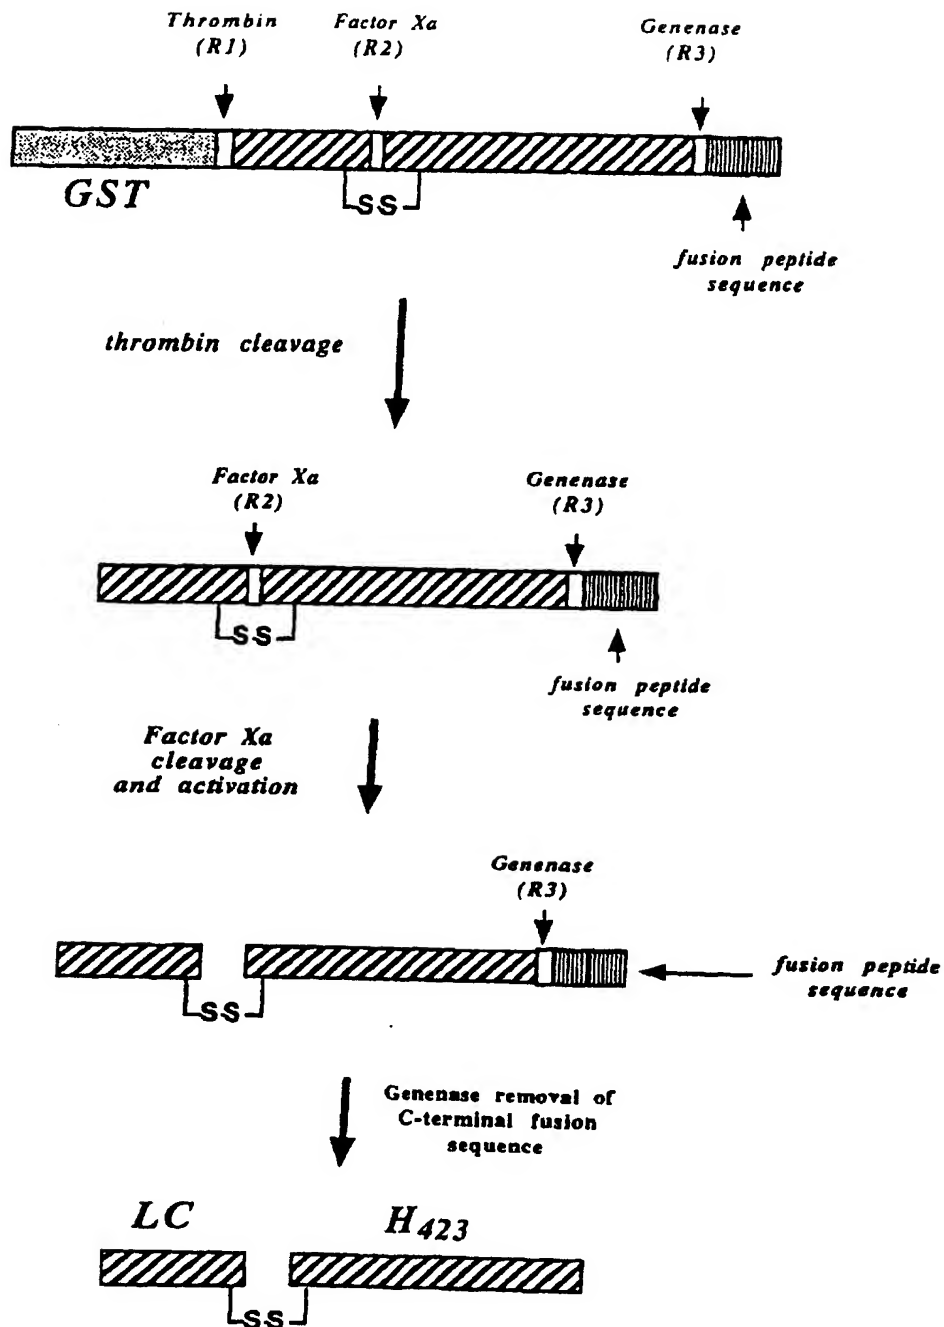 Thrombin
(R1)
Factor Xa
(R2)
Genenase
(R3)
GST
SS
fusion peptide
sequence
thrombin cleavage
Factor Xa
(R2)
Genenase
(R3)
SS
fusion peptide
sequence
Factor Xa
cleavage
and activation
Genenase
(R3)
SS
fusion peptide
sequence
Genenase removal of
C-terminal fusion
sequence
LC
H423
SS